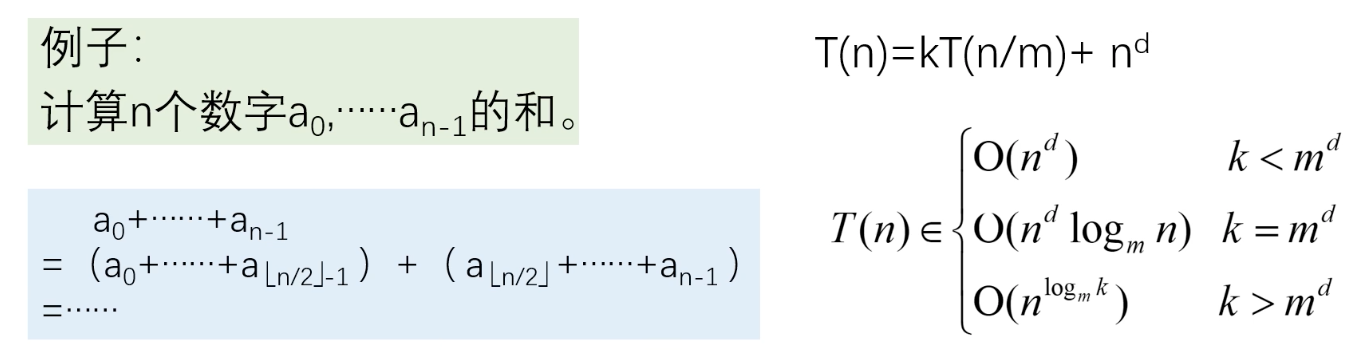 例子：
计算n个数字a₀,……aₙ₋₁的和。
a₀+……+aₙ₋₁
= （a₀+……+a⌊n/2⌋-1） + （a⌊n/2⌋+……+aₙ₋₁）
=……
T(n)=kT(n/m)+ nᵈ
T(n) ∈ {
O(nᵈ) k < mᵈ
O(nᵈ logₘ n) k = mᵈ
O(n^(logₘ k)) k > mᵈ